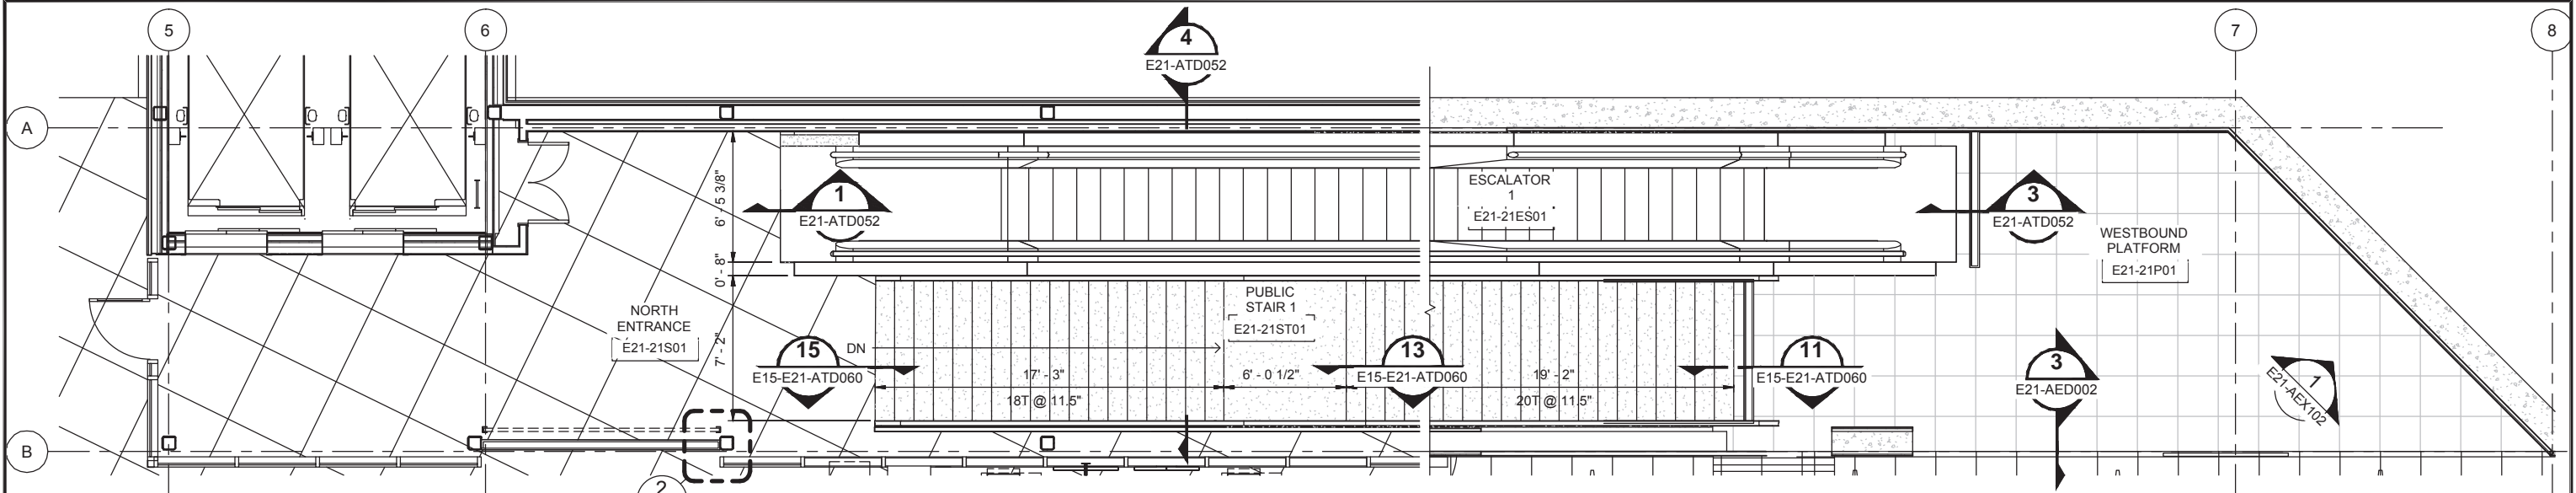 5
6
4
E21-ATD052
7
8
A
ESCALATOR
1
E21-21ES01
1
E21-ATD052
3
E21-ATD052
6' - 5 3/8"
0' - 8"
7' - 2"
WESTBOUND
PLATFORM
E21-21P01
PUBLIC
STAIR 1
E21-21ST01
NORTH
ENTRANCE
E21-21S01
DN
15
E15-E21-ATD060
13
E15-E21-ATD060
11
E15-E21-ATD060
3
E21-AED002
1
E21-AEX102
17' - 3"
18T @ 11.5"
6' - 0 1/2"
19' - 2"
20T @ 11.5"
B
2